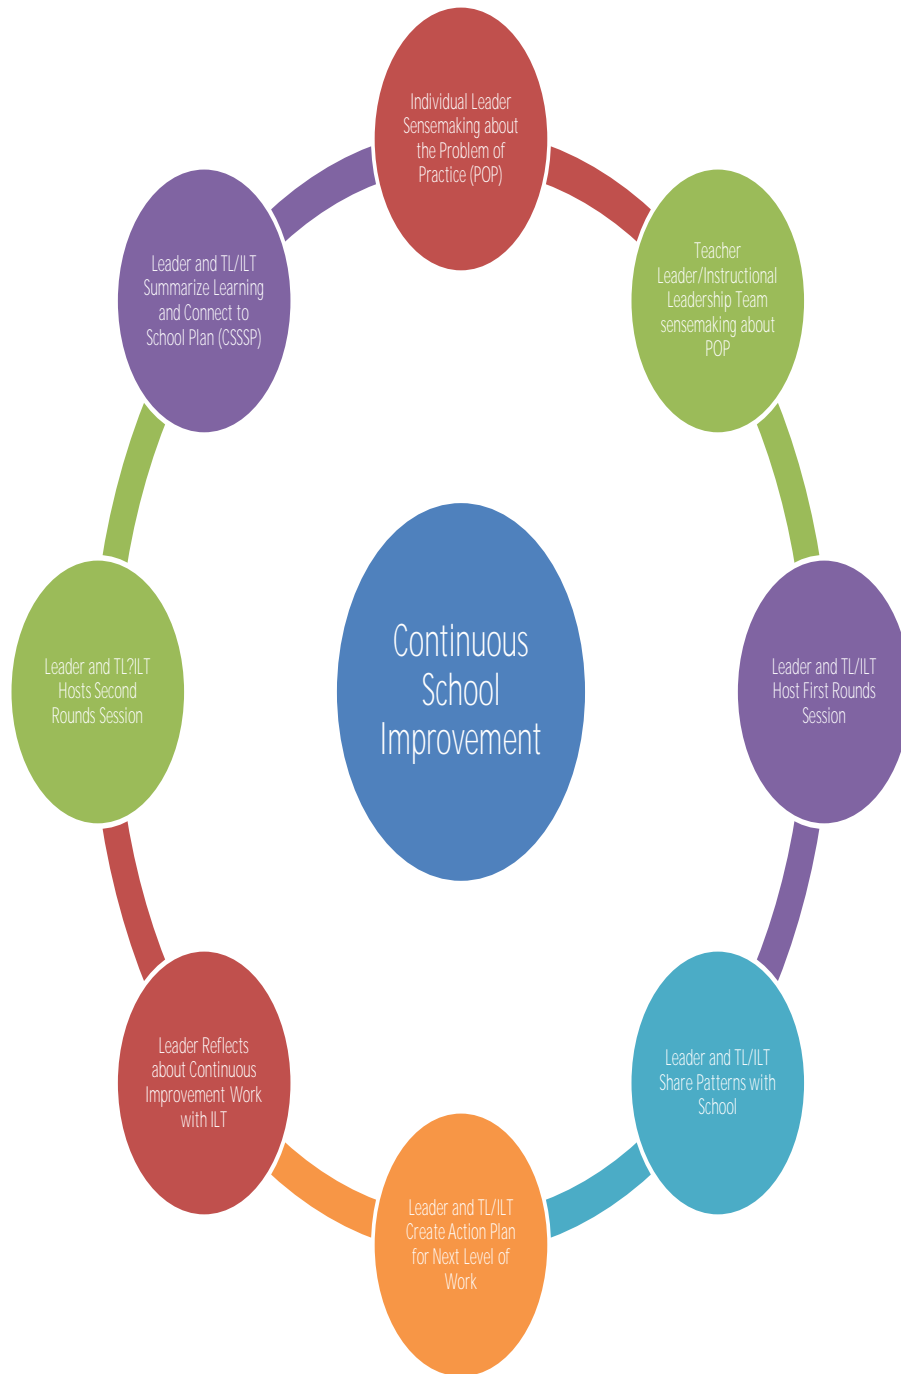 Individual Leader
Sensemaking about
the Problem of
Practice (POP)
Teacher
Leader/Instructional
Leadership Team
sensemaking about
POP
Leader and TL/ILT
Host First Rounds
Session
Leader and TL/ILT
Share Patterns with
School
Leader and TL/ILT
Create Action Plan
for Next Level of
Work
Leader Reflects
about Continuous
Improvement Work
with ILT
Leader and TL?ILT
Hosts Second
Rounds Session
Leader and TL/ILT
Summarize Learning
and Connect to
School Plan (CSSSP)
Continuous
School
Improvement